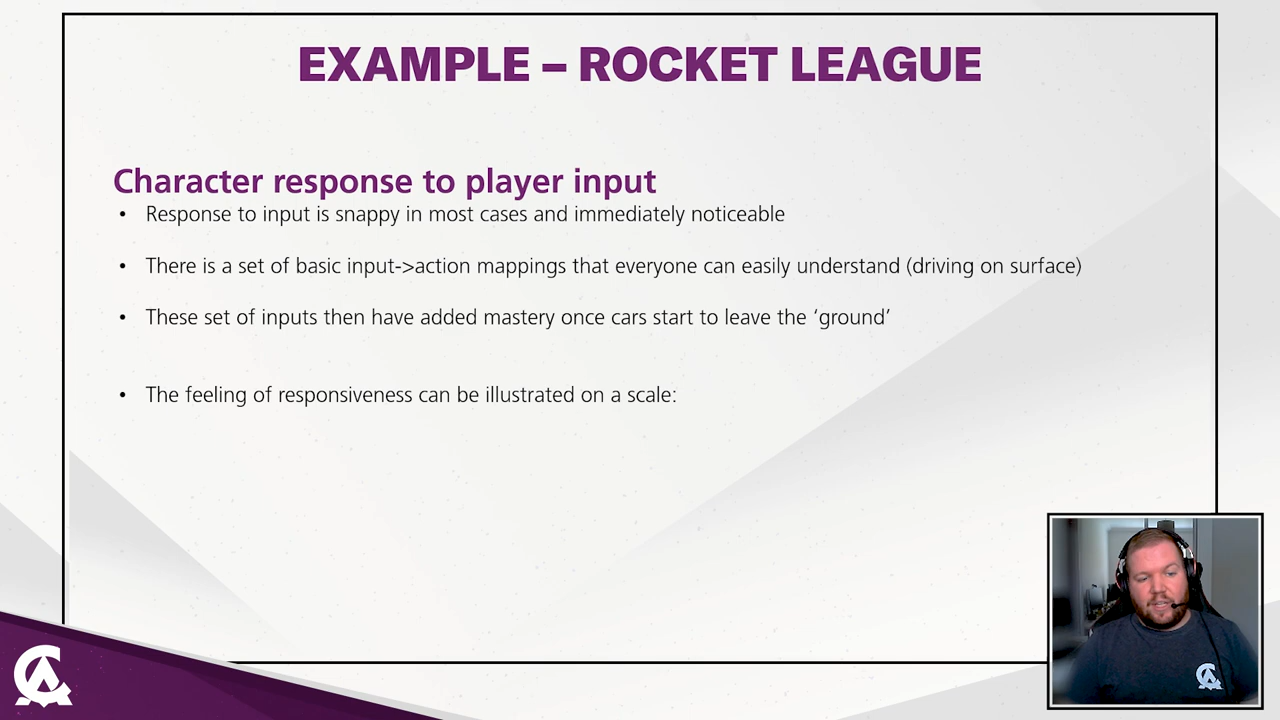 EXAMPLE – ROCKET LEAGUE
Character response to player input
• Response to input is snappy in most cases and immediately noticeable
• There is a set of basic input->action mappings that everyone can easily understand (driving on surface)
• These set of inputs then have added mastery once cars start to leave the ‘ground’
• The feeling of responsiveness can be illustrated on a scale: